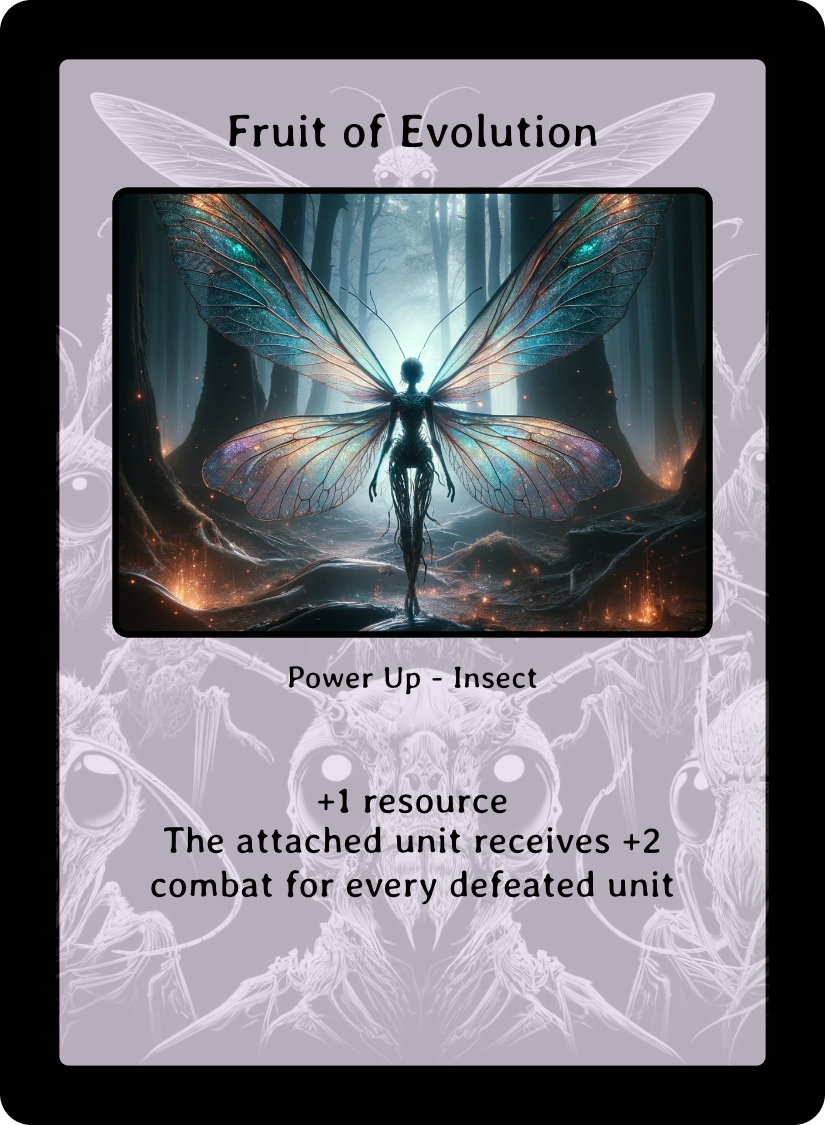 Fruit of Evolution
Power Up - Insect
+1 resource
The attached unit receives +2
combat for every defeated unit